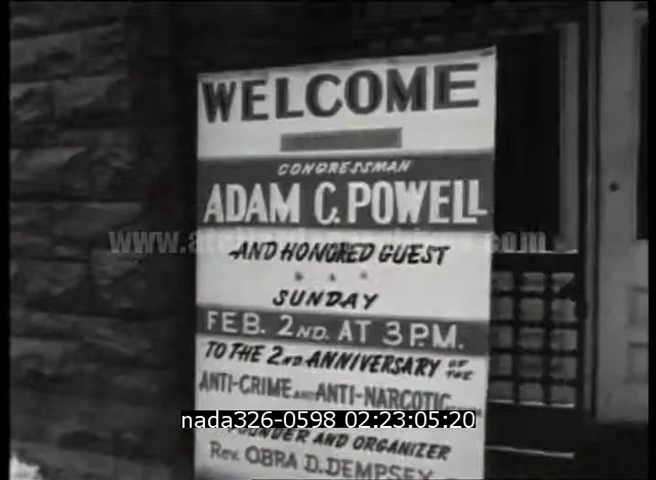 WELCOME
CONGRESSMAN
ADAM C. POWELL
AND HONORED GUEST
SUNDAY
FEB. 2ND. AT 3 P.M.
TO THE 2ND ANNIVERSARY OF THE
ANTI-CRIME AND ANTI-NARCOTIC
nada326-0598 02:23:05:20
FOUNDER AND ORGANIZER
Rev. OBRA D. DEMPSEY